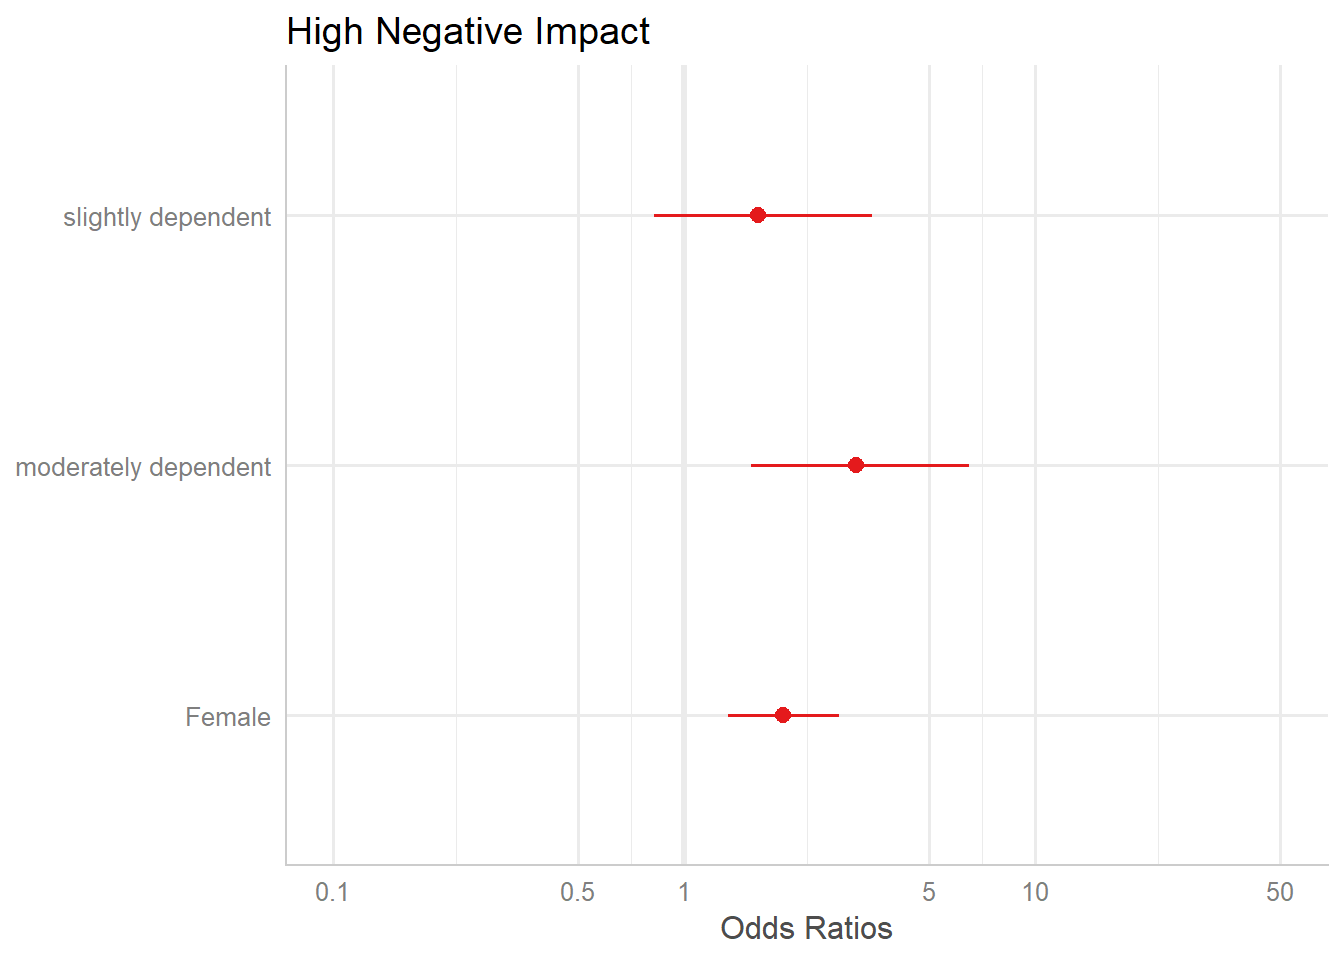 High Negative Impact
slightly dependent
moderately dependent
Female
0.1 0.5 1 5 10 50
Odds Ratios